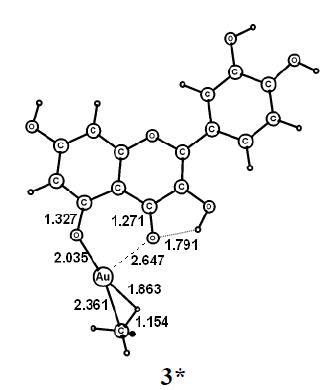 O
O
C
C
C
C
O C O C
C C C C
C C C
C C O
1.327 1.271
O O 1.791
2.035 2.647
Au
1.863
2.361
1.154
C
3*